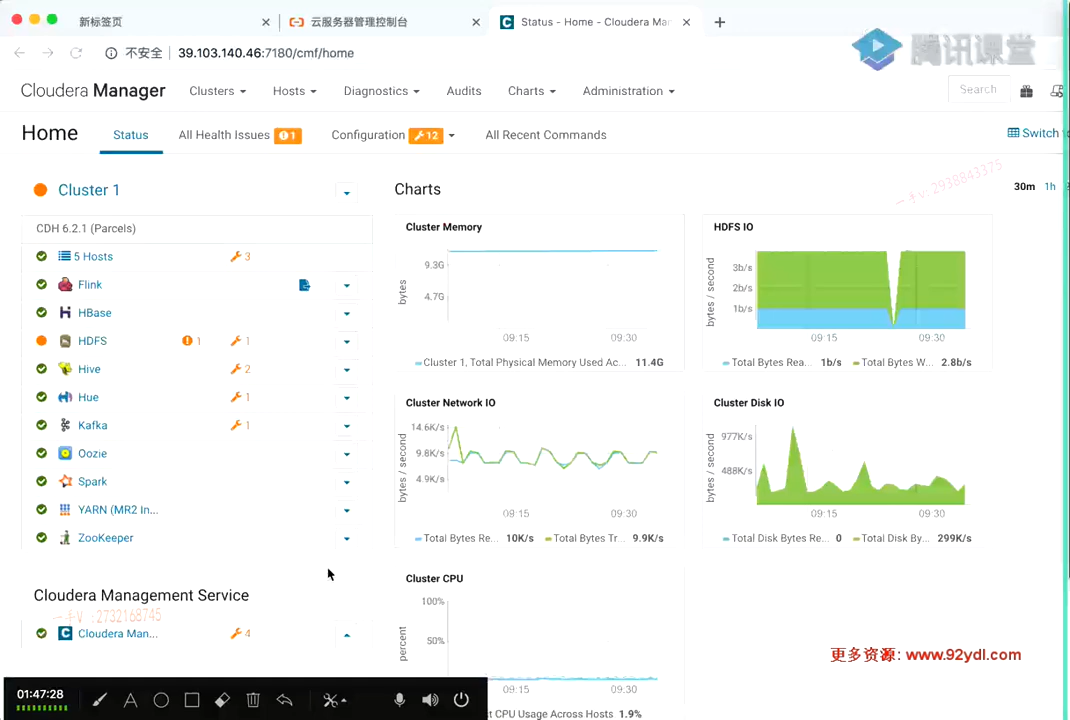 新标签页
云服务器管理控制台
Status - Home - Cloudera Man
不安全
39.103.140.46:7180/cmf/home
腾讯课堂
Cloudera Manager
Clusters
Hosts
Diagnostics
Audits
Charts
Administration
Search
Home
Status
All Health Issues
1
Configuration
12
All Recent Commands
Switch to
一手v:2938843375
Cluster 1
Charts
30m
1h
CDH 6.2.1 (Parcels)
5 Hosts
3
Flink
HBase
HDFS
1
1
Hive
2
Hue
1
Kafka
1
Oozie
Spark
YARN (MR2 In...
ZooKeeper
Cloudera Management Service
一手V :2732168745
Cloudera Man...
4
Cluster Memory
bytes
9.3G
4.7G
09:15
09:30
Cluster 1, Total Physical Memory Used Ac...
11.4G
HDFS IO
bytes / second
3b/s
2b/s
1b/s
09:15
09:30
Total Bytes Rea...
1b/s
Total Bytes W...
2.8b/s
Cluster Network IO
bytes / second
14.6K/s
9.8K/s
4.9K/s
09:15
09:30
Total Bytes Re...
10K/s
Total Bytes Tr...
9.9K/s
Cluster Disk IO
bytes / second
977K/s
488K/s
09:15
09:30
Total Disk Bytes Re...
0
Total Disk By...
299K/s
Cluster CPU
percent
100%
50%
09:15
09:30
t CPU Usage Across Hosts
1.9%
更多资源: www.92ydl.com
01:47:28